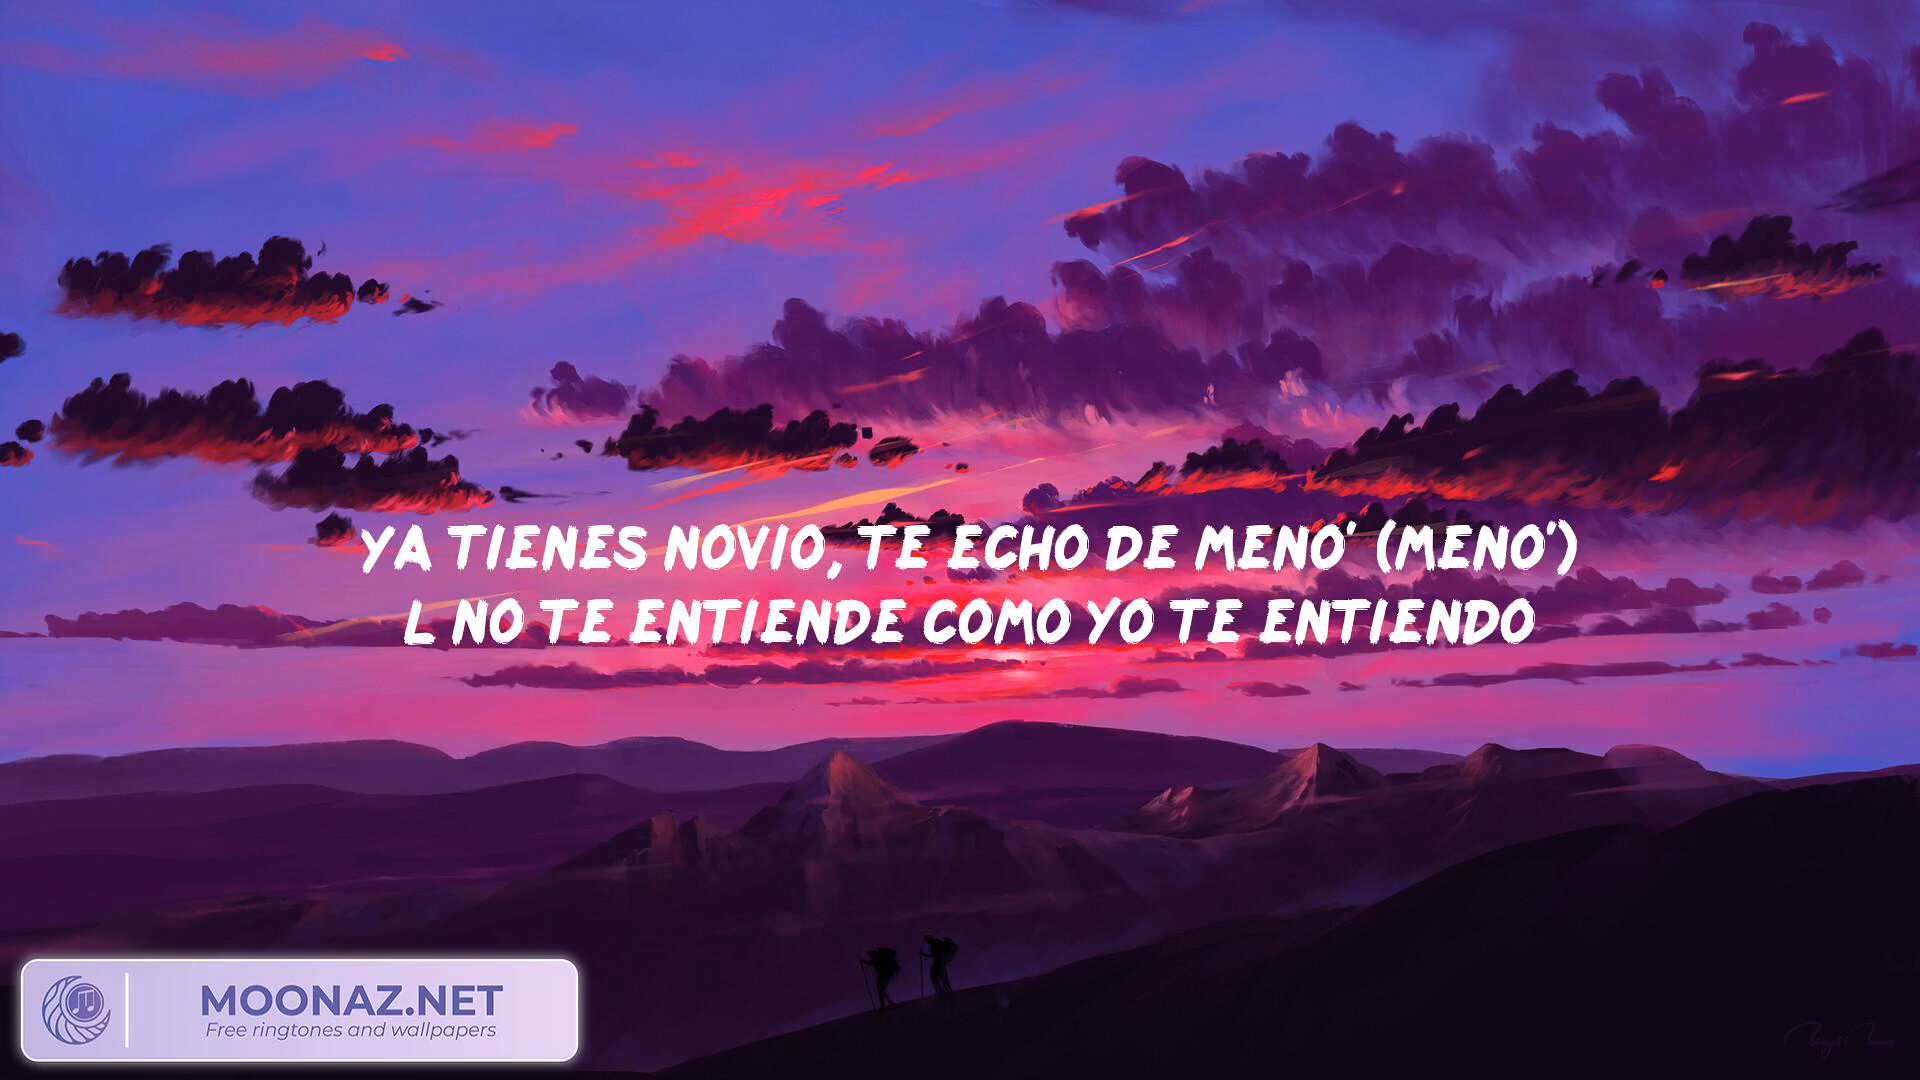 YA TIENES NOVIO, TE ECHO DE MENO' (MENO')
L NO TE ENTIENDE COMO YO TE ENTIENDO
MOONAZ.NET
Free ringtones and wallpapers